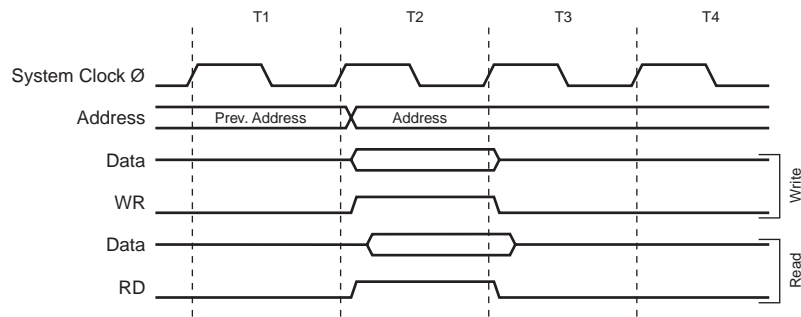 T1 T2 T3 T4
System Clock Ø
Address Prev. Address Address
Data
WR
Write
Data
RD
Read